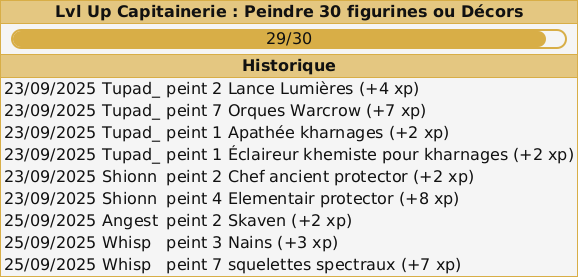 Lvl Up Capitainerie : Peindre 30 figurines ou Décors
29/30
Historique
23/09/2025 Tupad_ peint 2 Lance Lumières (+4 xp)
23/09/2025 Tupad_ peint 7 Orques Warcrow (+7 xp)
23/09/2025 Tupad_ peint 1 Apathée kharnages (+2 xp)
23/09/2025 Tupad_ peint 1 Éclaireur khemiste pour kharnages (+2 xp)
23/09/2025 Shionn peint 2 Chef ancient protector (+2 xp)
23/09/2025 Shionn peint 4 Elementair protector (+8 xp)
25/09/2025 Angest peint 2 Skaven (+2 xp)
25/09/2025 Whisp peint 3 Nains (+3 xp)
25/09/2025 Whisp peint 7 squelettes spectraux (+7 xp)